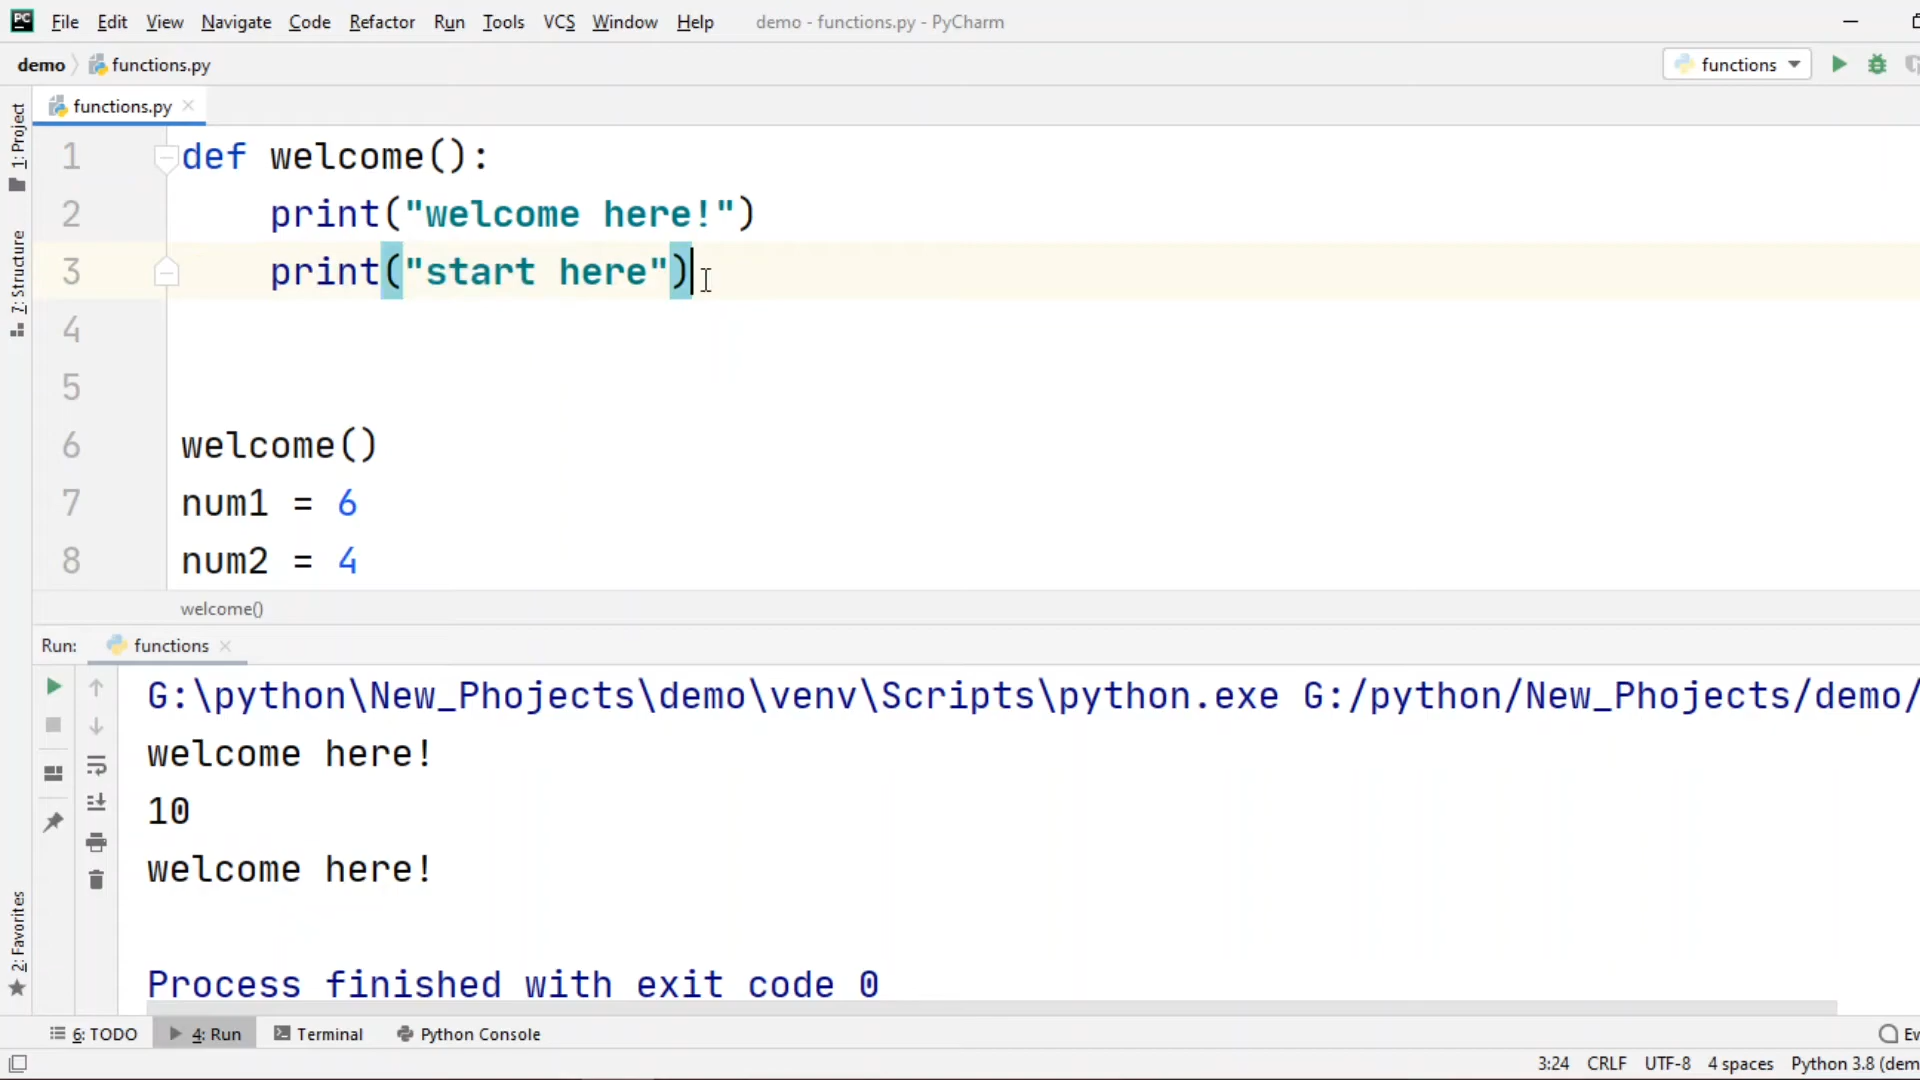 PC File Edit View Navigate Code Refactor Run Tools VCS Window Help demo - functions.py - PyCharm
demo functions.py functions
1: Project
functions.py
1 def welcome():
2 print("welcome here!")
3 print("start here")
7: Structure
4
5
6 welcome()
7 num1 = 6
8 num2 = 4
welcome()
Run: functions
G:\python\New_Phojects\demo\venv\Scripts\python.exe G:/python/New_Phojects/demo/
welcome here!
10
welcome here!
2: Favorites
Process finished with exit code 0
6: TODO 4: Run Terminal Python Console Ev
3:24 CRLF UTF-8 4 spaces Python 3.8 (dem